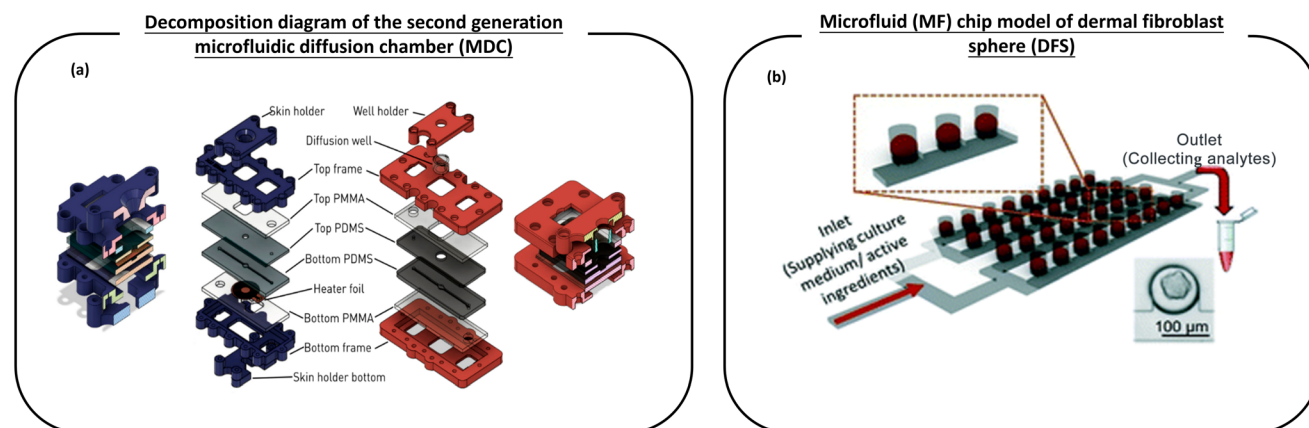 Decomposition diagram of the second generation
microfluidic diffusion chamber (MDC)
(a)
Skin holder
Well holder
Diffusion well
Top frame
Top PMMA
Top PDMS
Bottom PDMS
Heater foil
Bottom PMMA
Bottom frame
Skin holder bottom
Microfluid (MF) chip model of dermal fibroblast
sphere (DFS)
(b)
Outlet
(Collecting analytes)
Inlet
(Supplying culture
medium/ active
ingredients)
100 µm